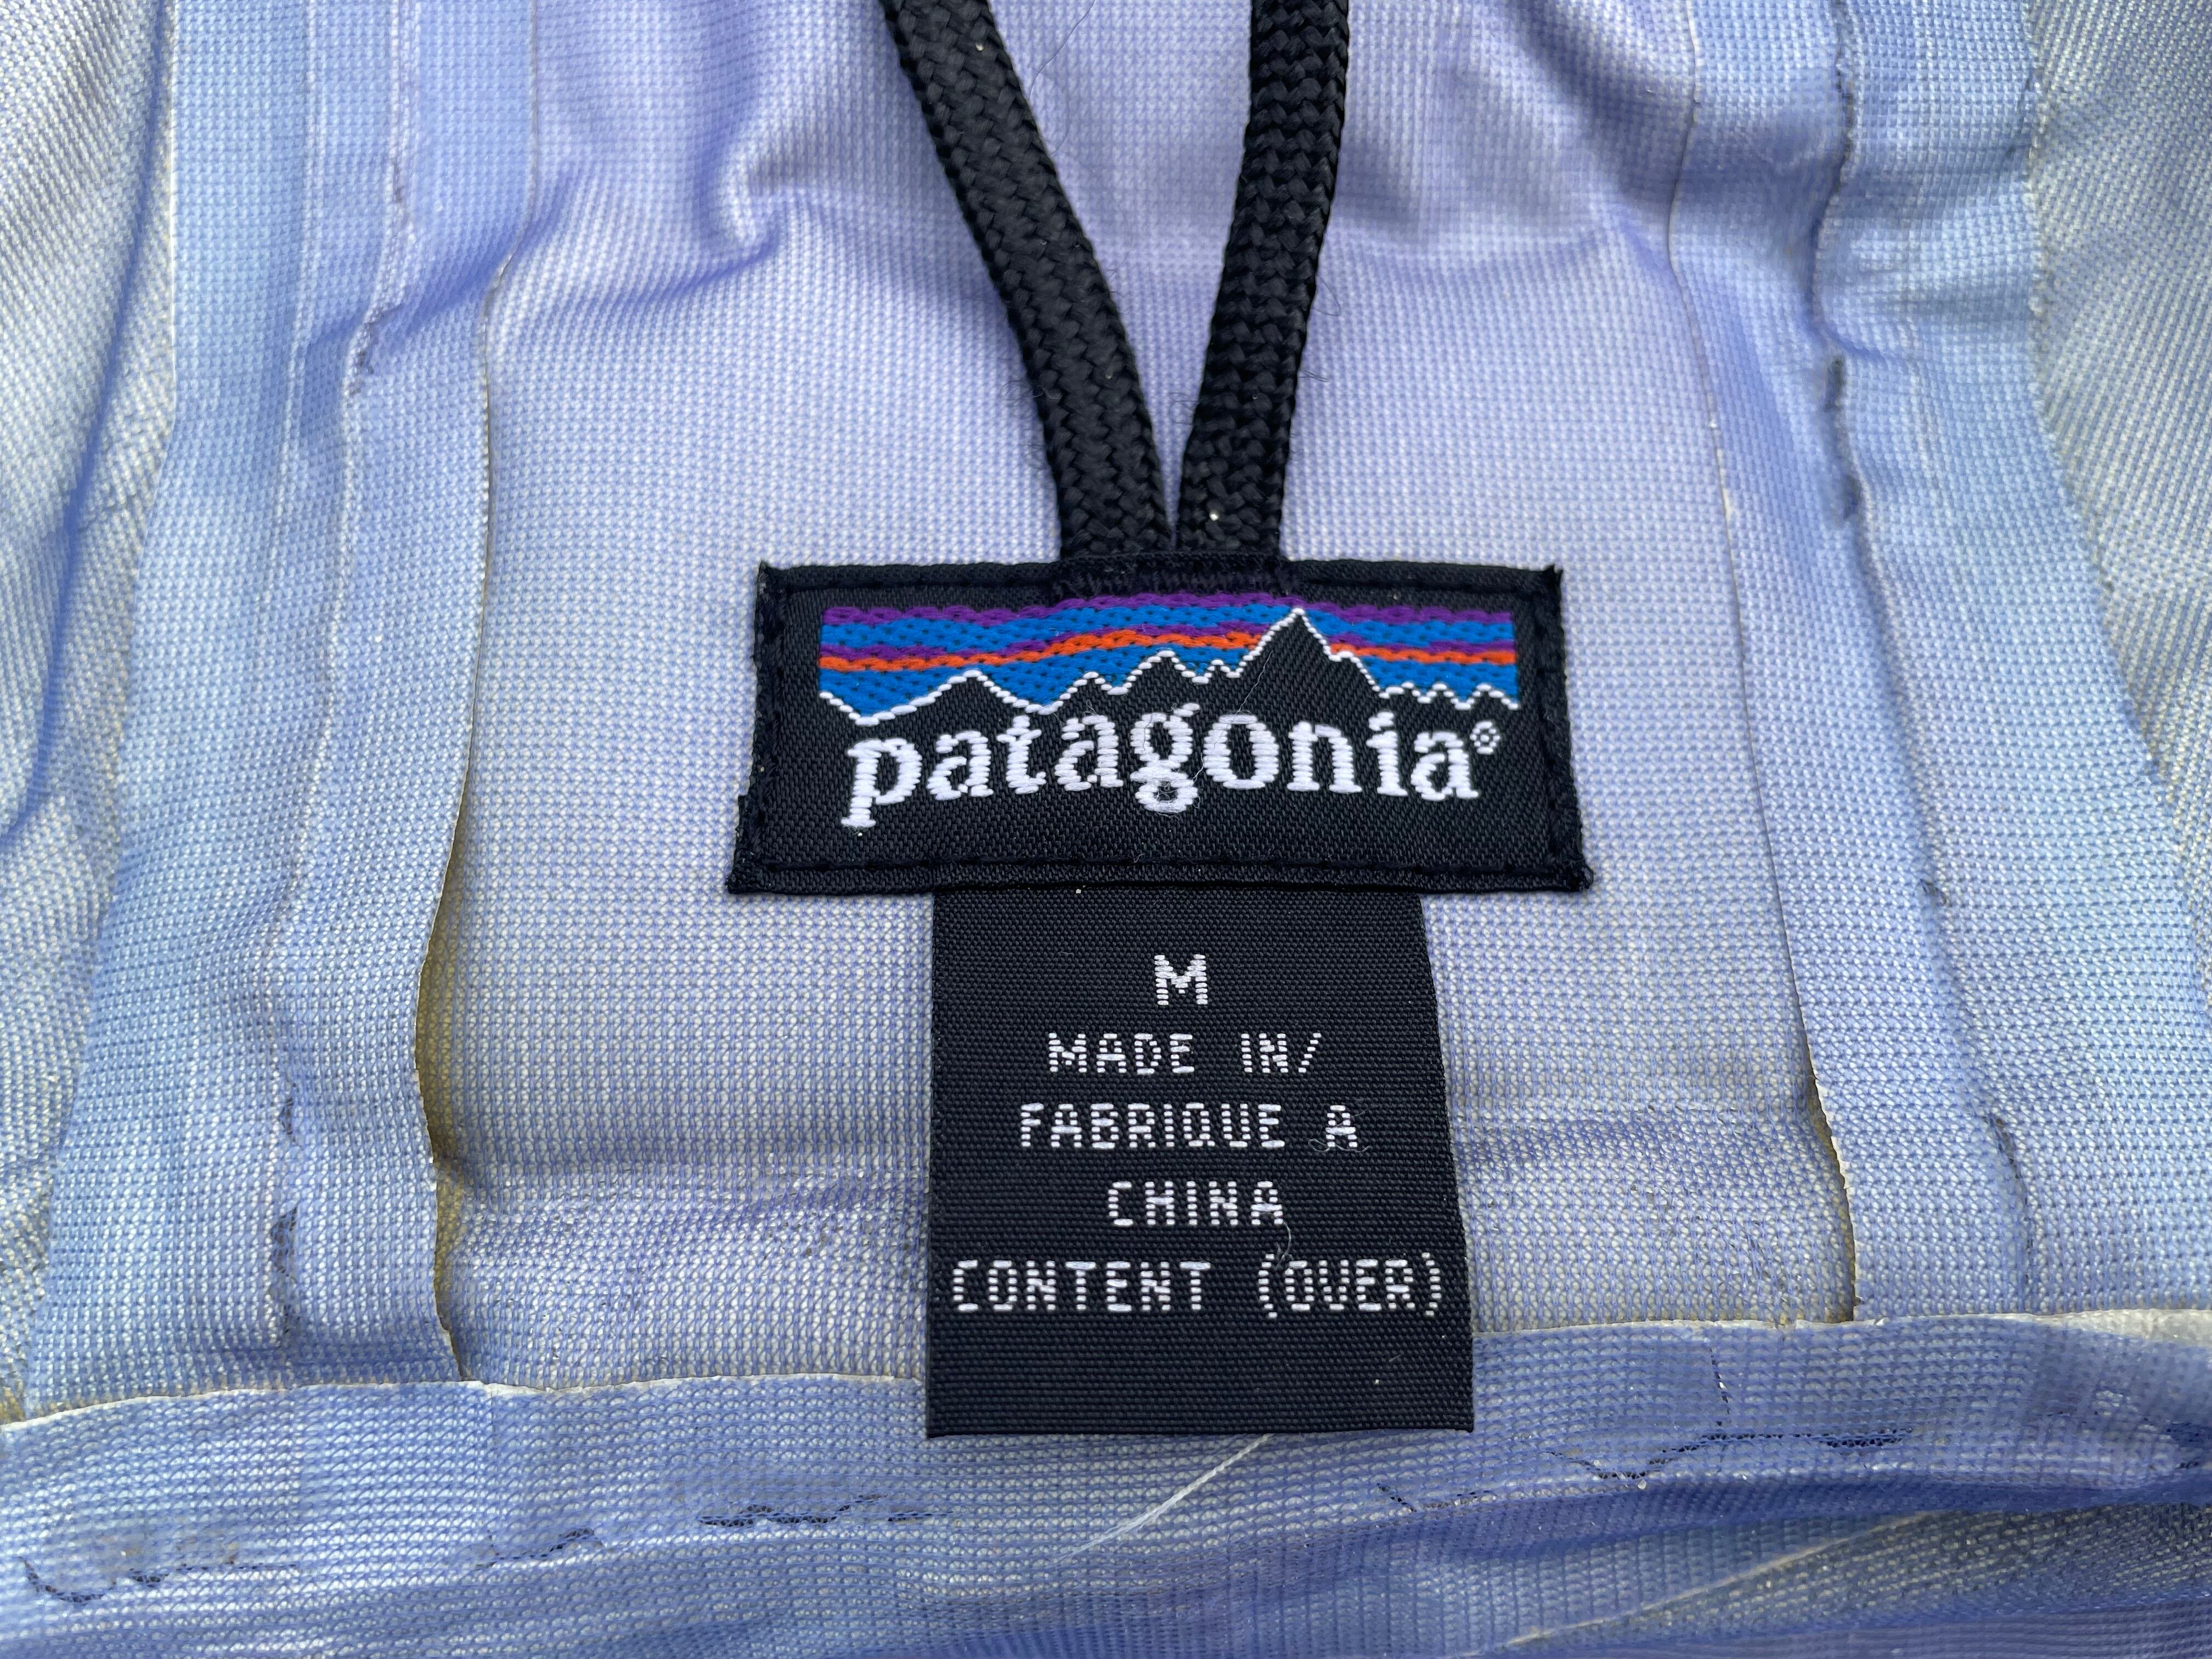 patagonia®
M
MADE IN/
FABRIQUE A
CHINA
CONTENT (OVER)